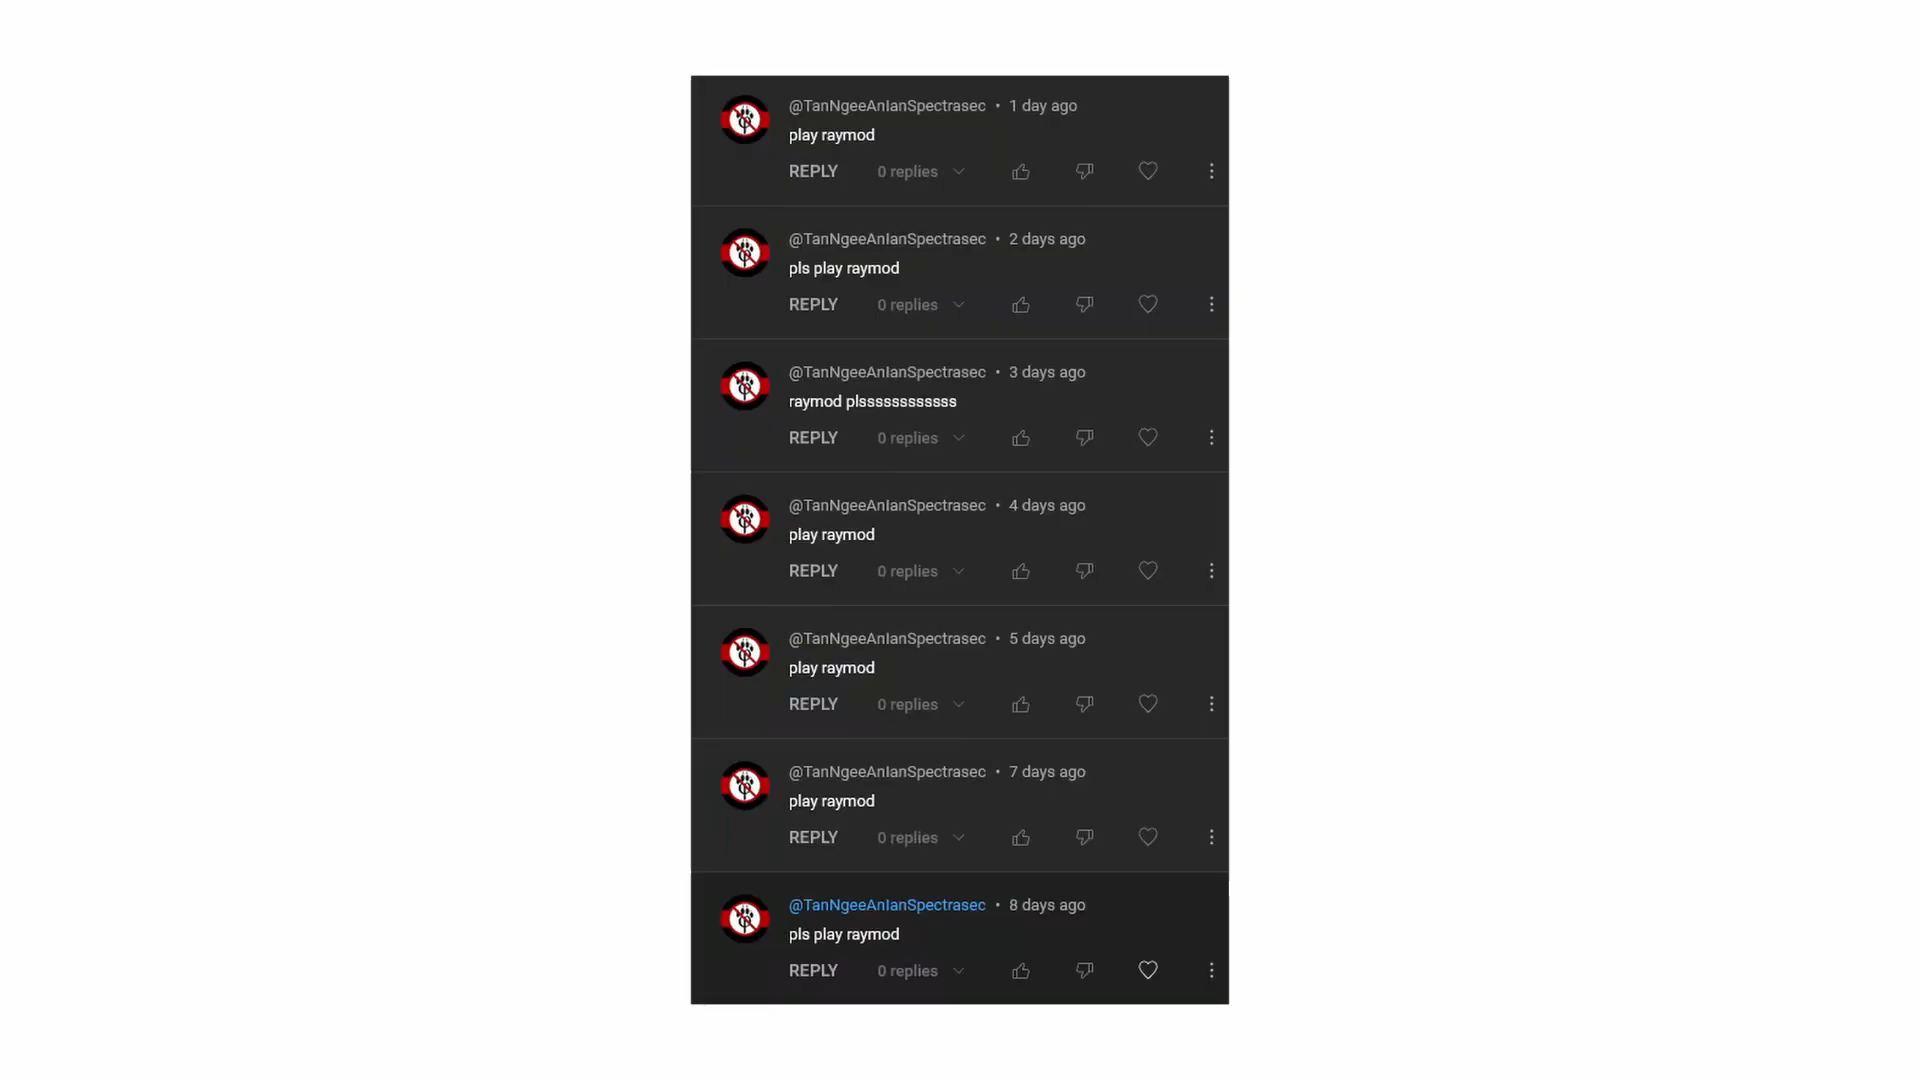 @TanNgeeAnIanSpectrasec • 1 day ago
play raymod
REPLY 0 replies
@TanNgeeAnIanSpectrasec • 2 days ago
pls play raymod
REPLY 0 replies
@TanNgeeAnIanSpectrasec • 3 days ago
raymod plssssssssssss
REPLY 0 replies
@TanNgeeAnIanSpectrasec • 4 days ago
play raymod
REPLY 0 replies
@TanNgeeAnIanSpectrasec • 5 days ago
play raymod
REPLY 0 replies
@TanNgeeAnIanSpectrasec • 7 days ago
play raymod
REPLY 0 replies
@TanNgeeAnIanSpectrasec • 8 days ago
pls play raymod
REPLY 0 replies